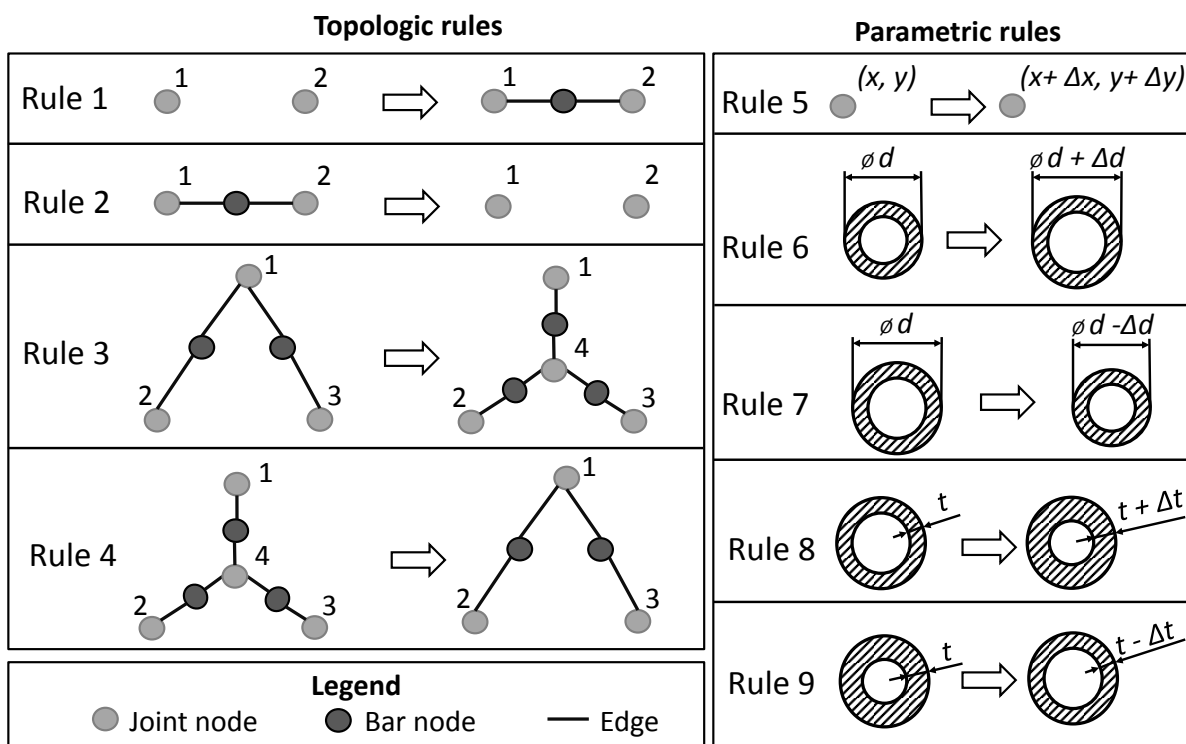 Topologic rules
Rule 1
1 2
1 2
Rule 2
1 2
1 2
Rule 3
1
2 3
1
4
2 3
Rule 4
1
4
2 3
1
2 3
Legend
Joint node
Bar node
Edge
Parametric rules
Rule 5
(x, y)
(x+ Δx, y+ Δy)
Rule 6
ø d
ø d + Δd
Rule 7
ø d
ø d -Δd
Rule 8
t
t + Δt
Rule 9
t
t - Δt